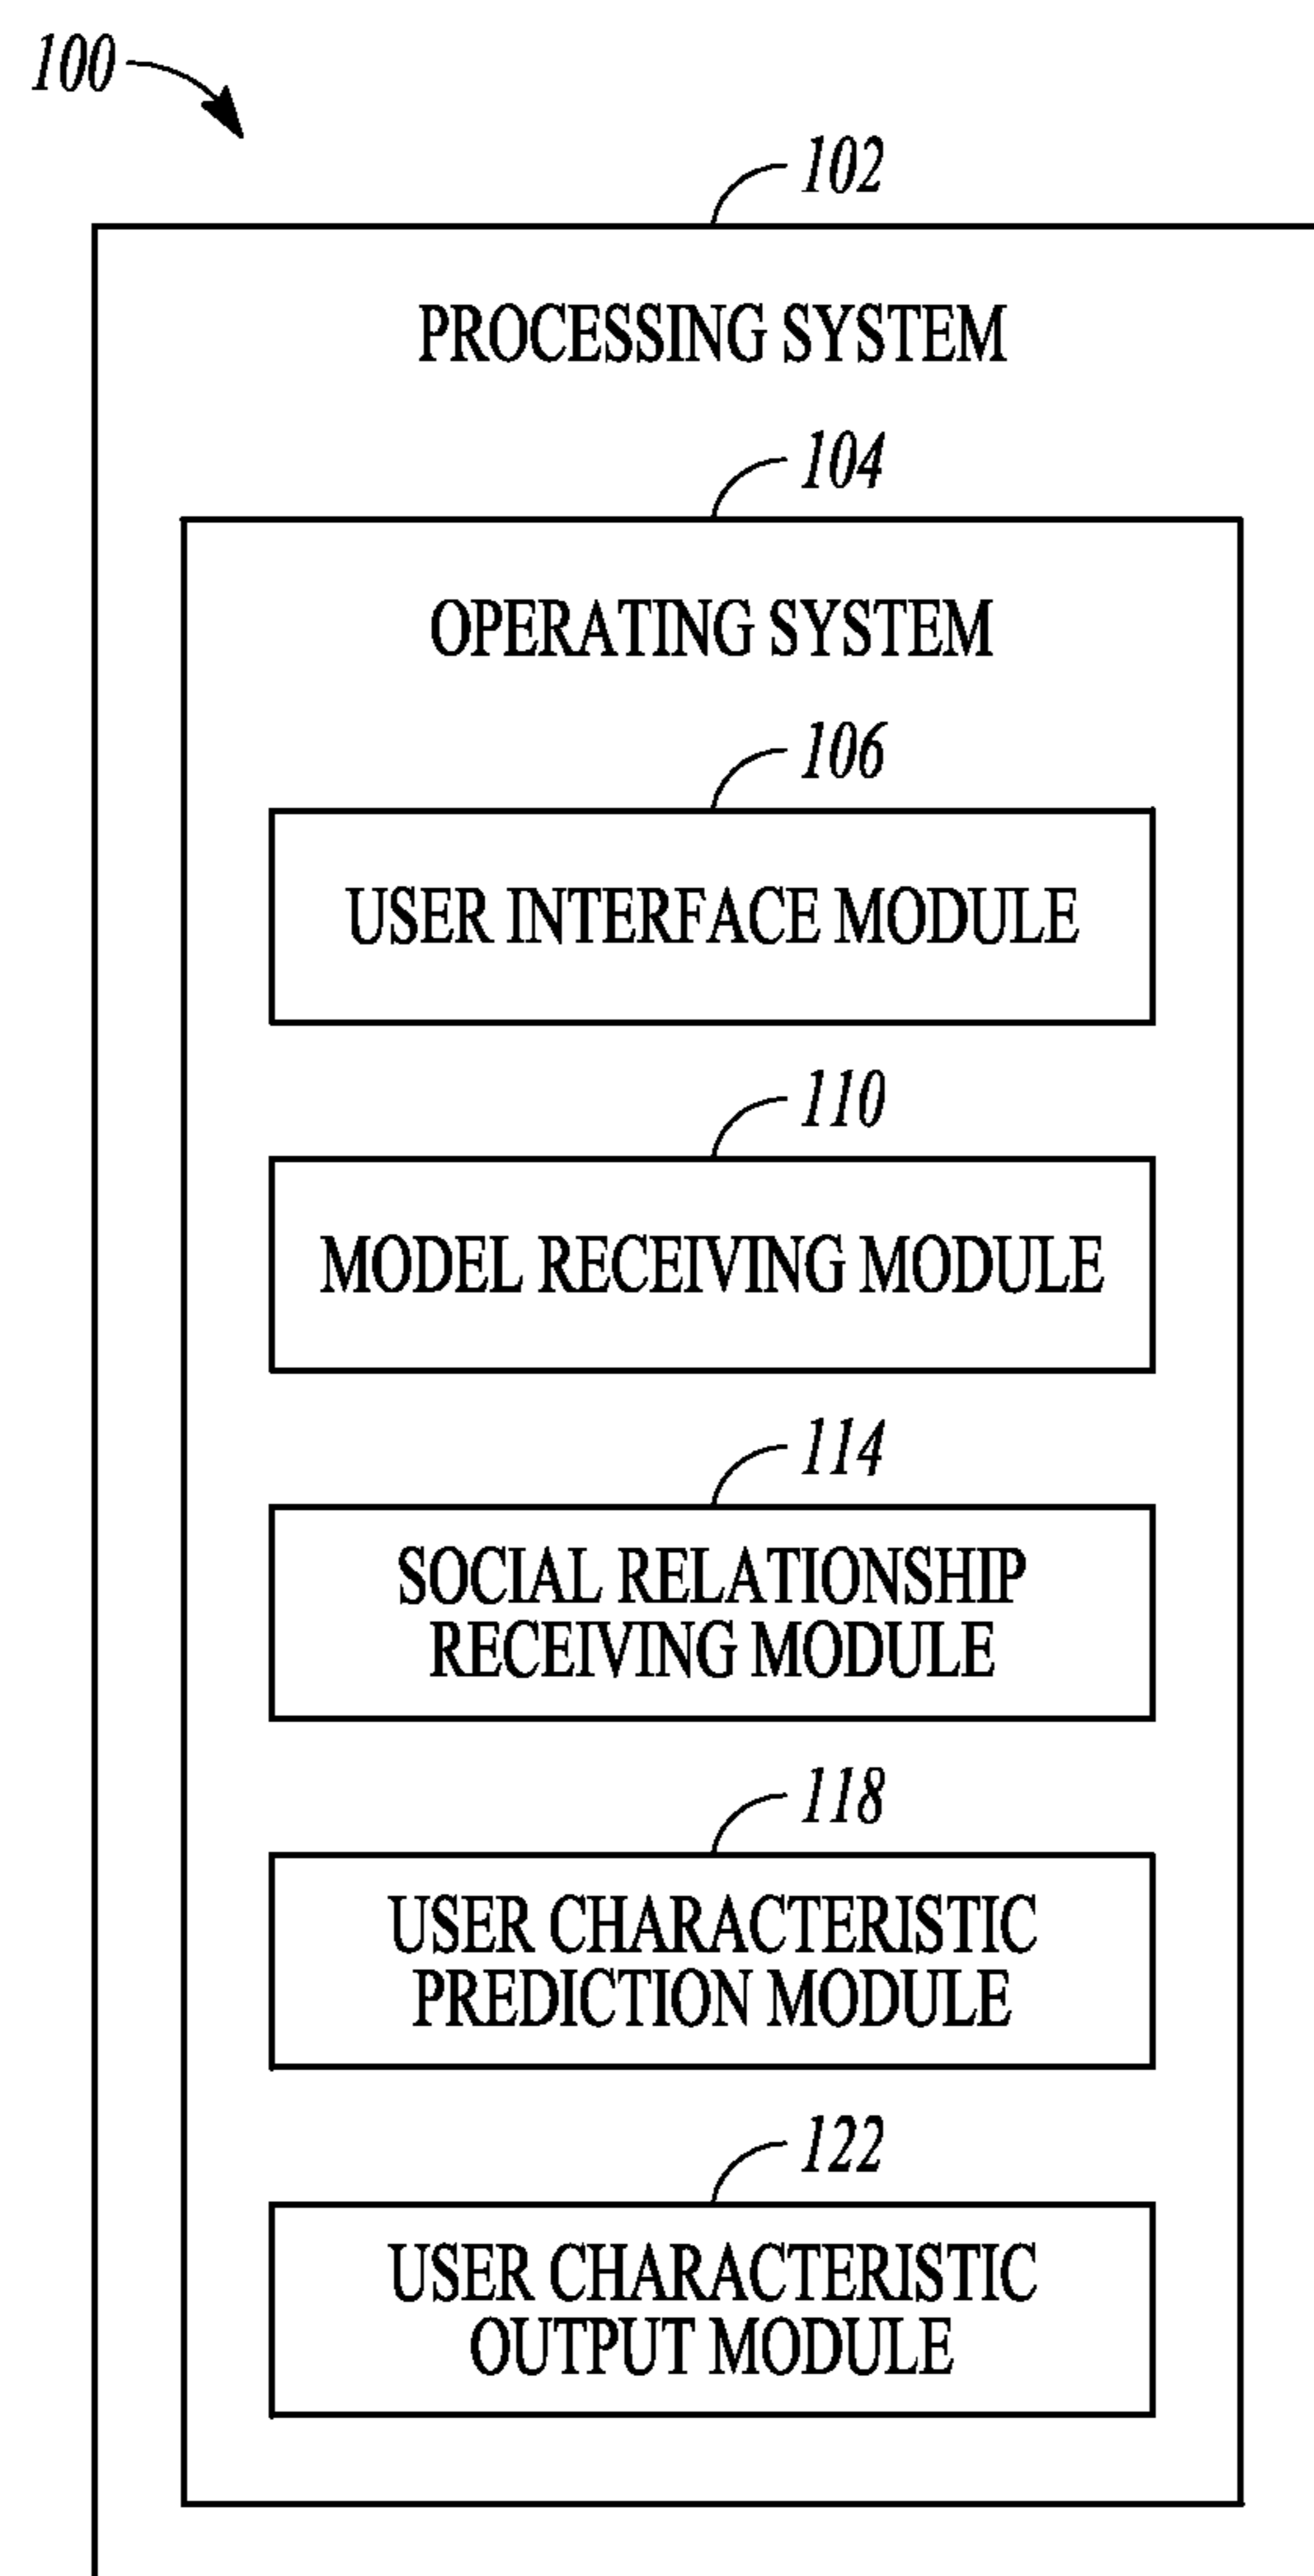 100
102
PROCESSING SYSTEM
104
OPERATING SYSTEM
106
USER INTERFACE MODULE
110
MODEL RECEIVING MODULE
114
SOCIAL RELATIONSHIP
RECEIVING MODULE
118
USER CHARACTERISTIC
PREDICTION MODULE
122
USER CHARACTERISTIC
OUTPUT MODULE